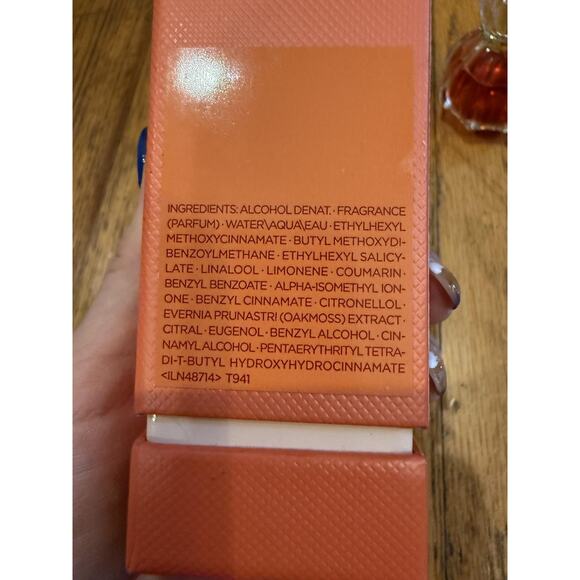 INGREDIENTS: ALCOHOL DENAT. · FRAGRANCE
(PARFUM) · WATER\AQUA\EAU · ETHYLHEXYL
METHOXYCINNAMATE · BUTYL METHOXYDI-
BENZOYLMETHANE · ETHYLHEXYL SALICY-
LATE · LINALOOL · LIMONENE · COUMARIN ·
BENZYL BENZOATE · ALPHA-ISOMETHYL ION-
ONE · BENZYL CINNAMATE · CITRONELLOL ·
EVERNIA PRUNASTRI (OAKMOSS) EXTRACT ·
CITRAL · EUGENOL · BENZYL ALCOHOL · CIN-
NAMYL ALCOHOL · PENTAERYTHRITYL TETRA-
DI-T-BUTYL HYDROXYHYDROCINNAMATE
<ILN48714> T941